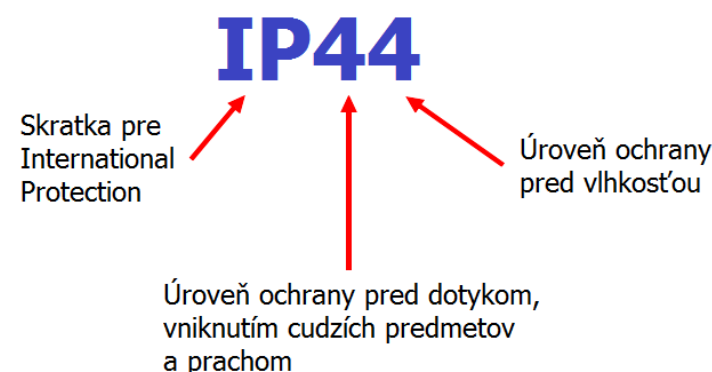 IP44
Skratka pre
International
Protection
Úroveň ochrany
pred vlhkosťou
Úroveň ochrany pred dotykom,
vniknutím cudzích predmetov
a prachom